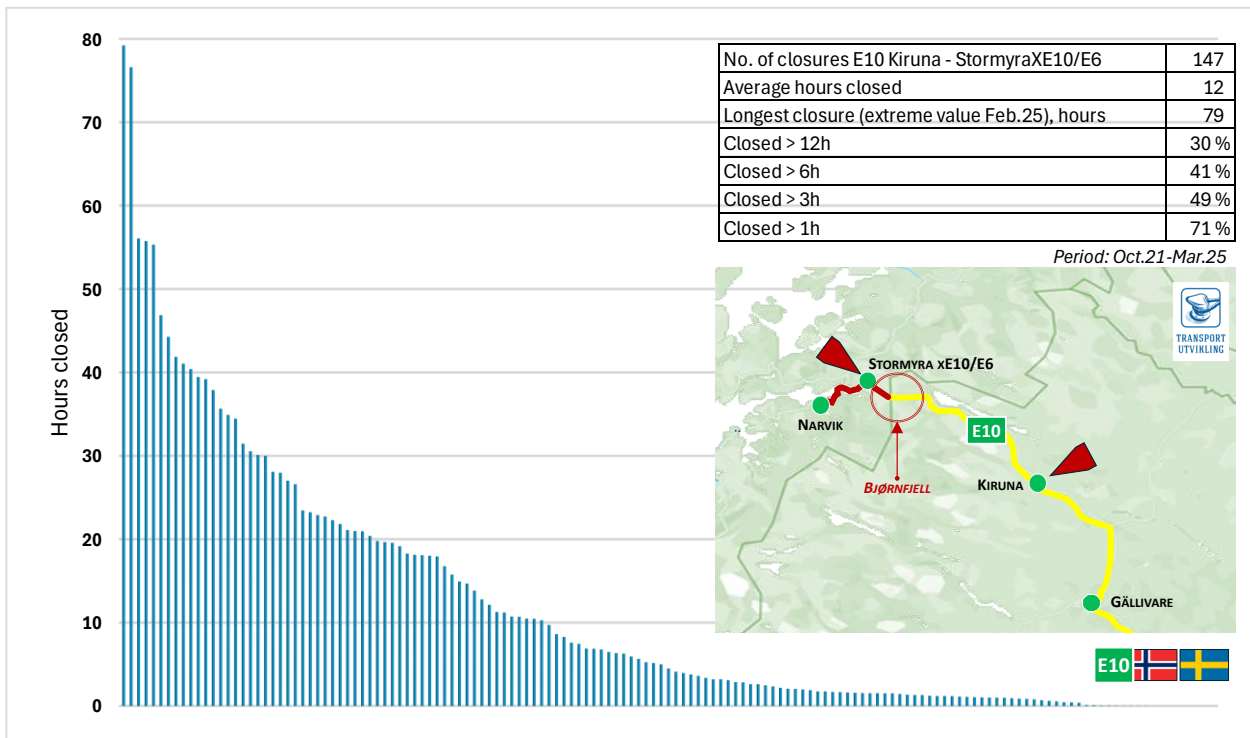 80
70
60
50
40
30
20
10
0
Hours closed
No. of closures E10 Kiruna - StormyraXE10/E6 147
Average hours closed 12
Longest closure (extreme value Feb.25), hours 79
Closed > 12h 30 %
Closed > 6h 41 %
Closed > 3h 49 %
Closed > 1h 71 %
Period: Oct.21-Mar.25
TRANSPORT
UTVIKLING
STORMYRA XE10/E6
NARVIK
E10
BJØRNFJELL
KIRUNA
GÄLLIVARE
E10